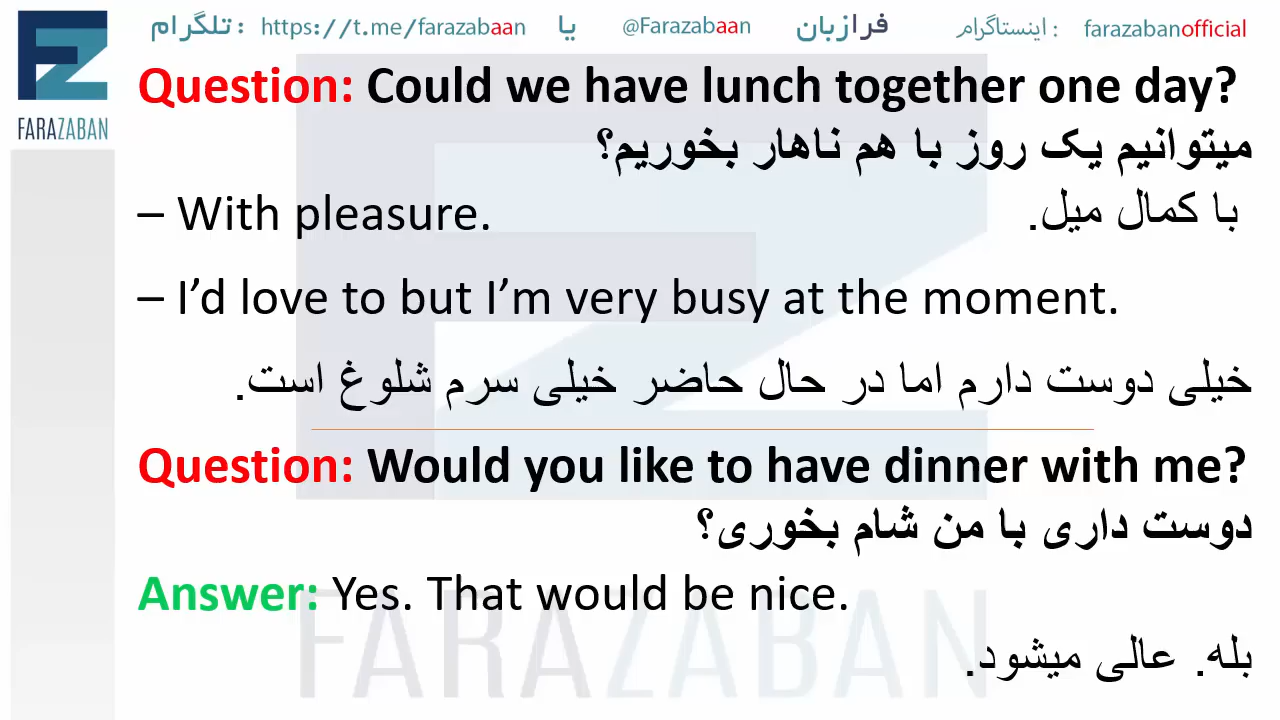 تلگرام : https://t.me/farazabaan یا @Farazabaan فرازبان اینستاگرام : farazabanofficial
FARAZABAN
Question: Could we have lunch together one day?
میتوانیم یک روز با هم ناهار بخوریم؟
– With pleasure. با کمال میل.
– I’d love to but I’m very busy at the moment.
خیلی دوست دارم اما در حال حاضر خیلی سرم شلوغ است.
Question: Would you like to have dinner with me?
دوست داری با من شام بخوری؟
Answer: Yes. That would be nice.
بله. عالی میشود.
FARAZABAN